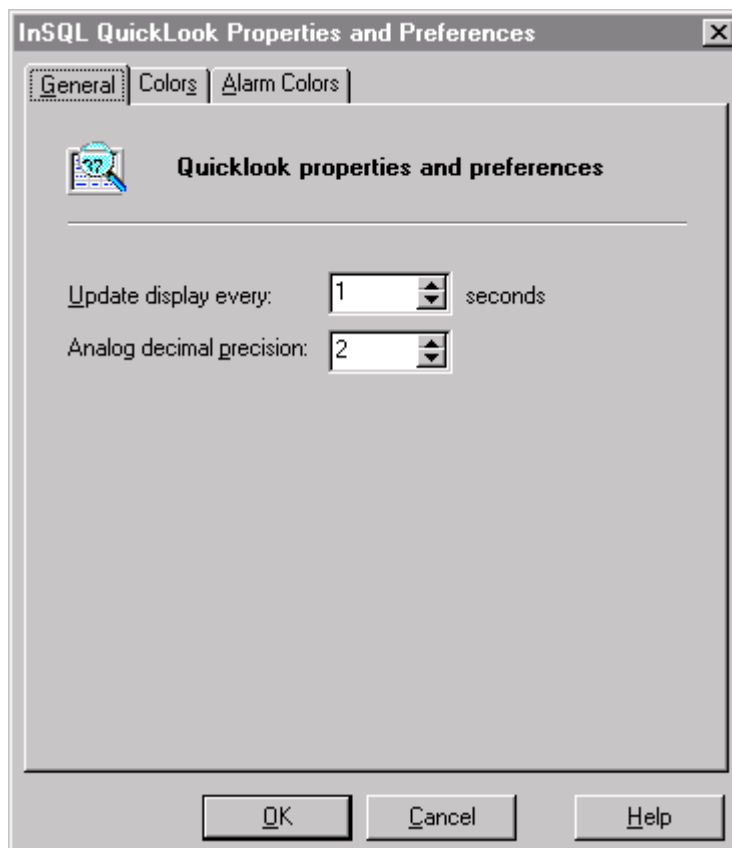 InSQL QuickLook Properties and Preferences
General Colors Alarm Colors
??
Quicklook properties and preferences
Update display every: 1 seconds
Analog decimal precision: 2
OK Cancel Help